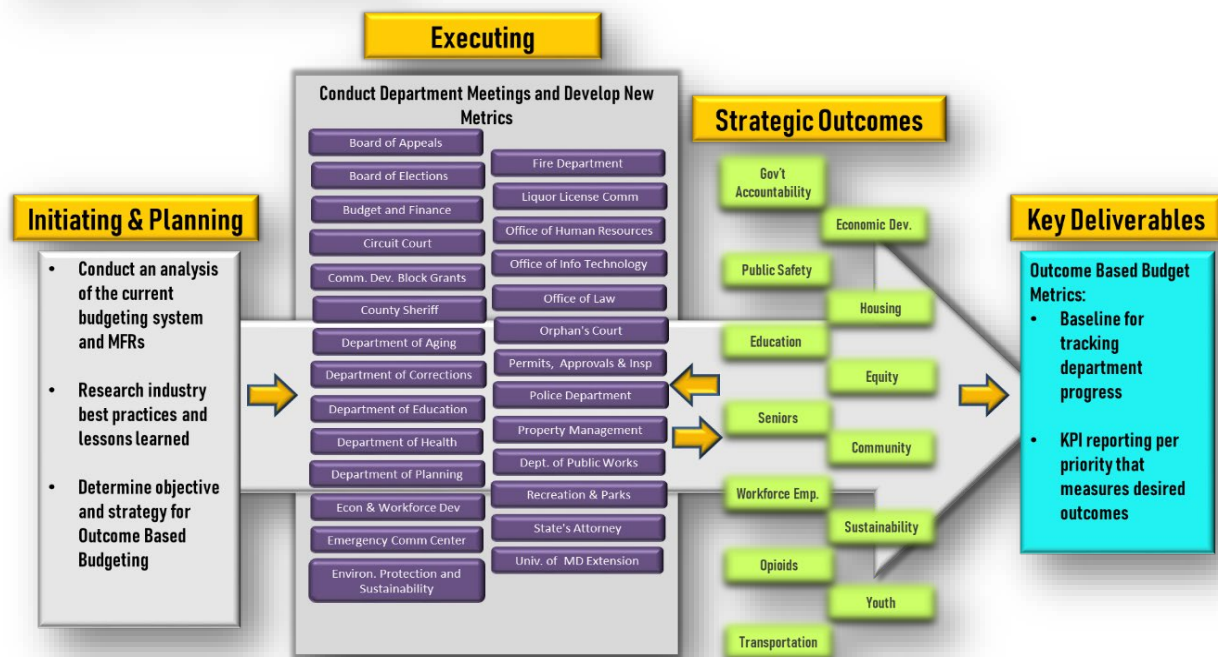 Initiating & Planning
• Conduct an analysis
of the current
budgeting system
and MFRs
• Research industry
best practices and
lessons learned
• Determine objective
and strategy for
Outcome Based
Budgeting
Executing
Conduct Department Meetings and Develop New
Metrics
Board of Appeals
Board of Elections
Budget and Finance
Circuit Court
Comm. Dev. Block Grants
County Sheriff
Department of Aging
Department of Corrections
Department of Education
Department of Health
Department of Planning
Econ & Workforce Dev
Emergency Comm Center
Environ. Protection and
Sustainability
Fire Department
Liquor License Comm
Office of Human Resources
Office of Info Technology
Office of Law
Orphan's Court
Permits, Approvals & Insp
Police Department
Property Management
Dept. of Public Works
Recreation & Parks
State's Attorney
Univ. of MD Extension
Strategic Outcomes
Gov't
Accountability
Economic Dev.
Public Safety
Housing
Education
Equity
Seniors
Community
Workforce Emp.
Sustainability
Opioids
Youth
Transportation
Key Deliverables
Outcome Based Budget
Metrics:
• Baseline for
tracking
department
progress
• KPI reporting per
priority that
measures desired
outcomes